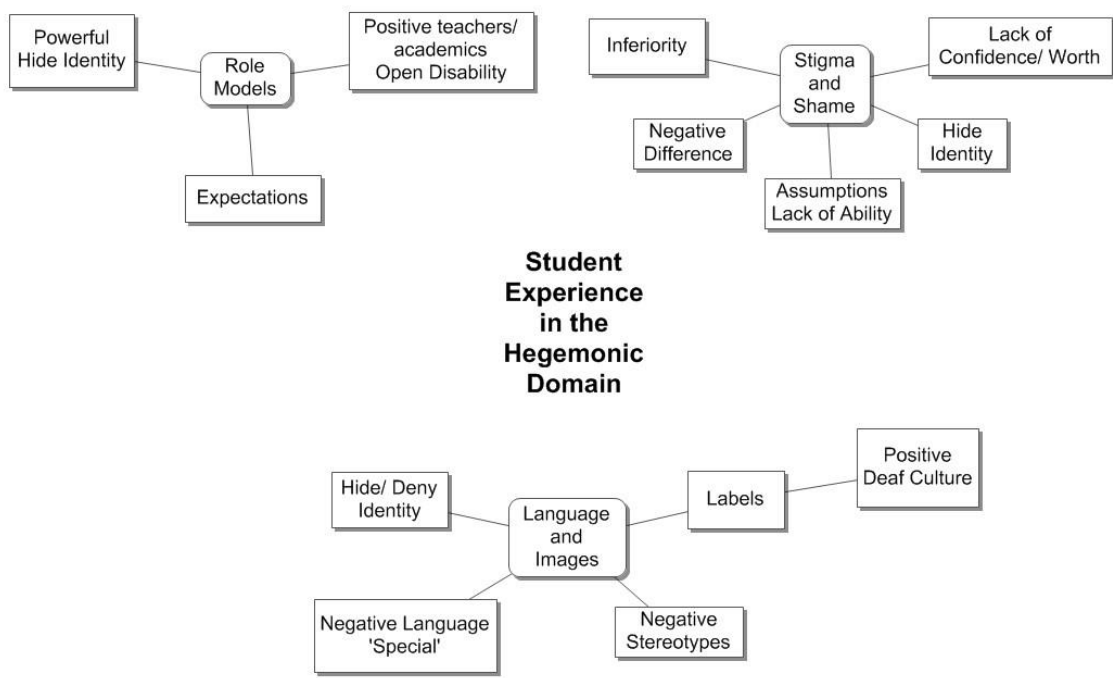 Powerful
Hide Identity
Role
Models
Positive teachers/
academics
Open Disability
Expectations
Inferiority
Stigma
and
Shame
Lack of
Confidence/ Worth
Negative
Difference
Hide
Identity
Assumptions
Lack of Ability
Student
Experience
in the
Hegemonic
Domain
Hide/ Deny
Identity
Language
and
Images
Labels
Positive
Deaf Culture
Negative Language
'Special'
Negative
Stereotypes